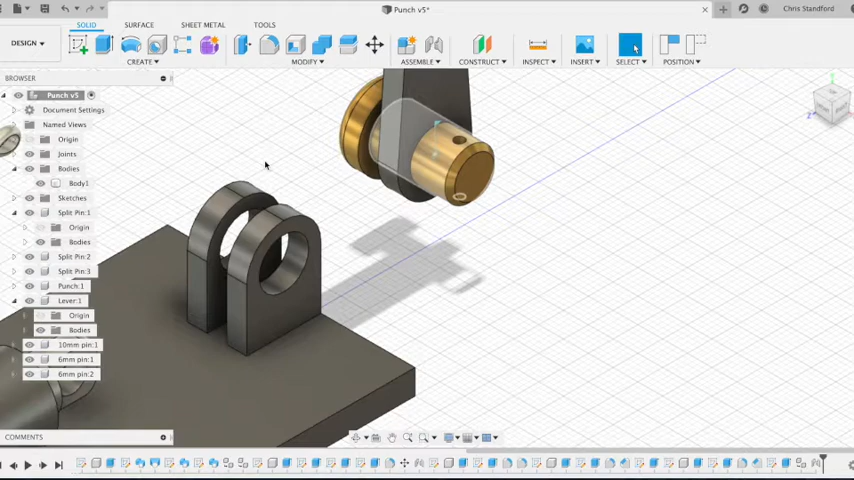 Punch v5*
Chris Standford
SOLID SURFACE SHEET METAL TOOLS
DESIGN▾
CREATE▾ MODIFY▾ ASSEMBLE▾ CONSTRUCT▾ INSPECT▾ INSERT▾ SELECT▾ POSITION▾
BROWSER
Punch v5
Document Settings
Named Views
Origin
Joints
Bodies
Body1
Sketches
Split Pin:1
Origin
Bodies
Split Pin:2
Split Pin:3
Punch:1
Lever:1
Origin
Bodies
10mm pin:1
6mm pin:1
6mm pin:2
COMMENTS